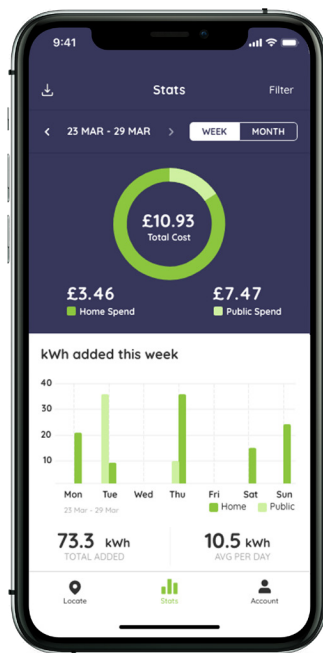 9:41
Stats
Filter
23 MAR - 29 MAR
WEEK
MONTH
£10.93
Total Cost
£3.46
£7.47
Home Spend
Public Spend
kWh added this week
40
30
20
10
Mon Tue Wed Thu Fri Sat Sun
23 Mar - 29 Mar
Home
Public
73.3 kWh
10.5 kWh
TOTAL ADDED
AVG PER DAY
Locate
Stats
Account